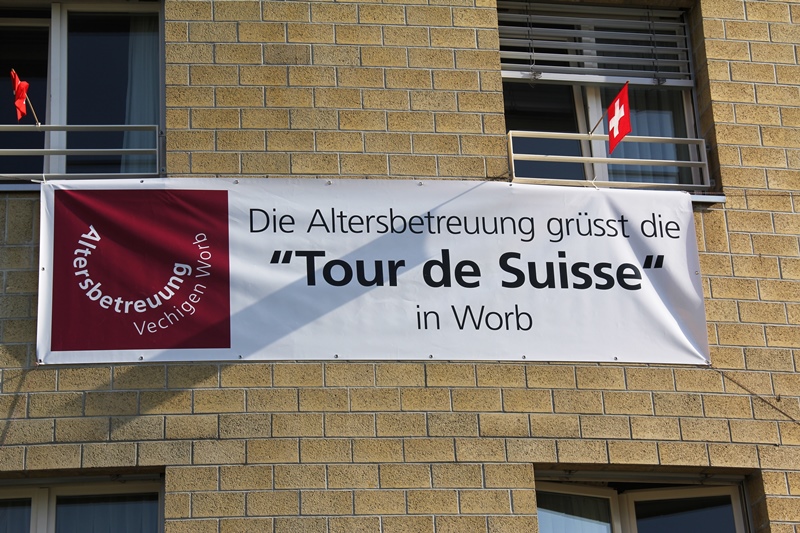 Altersbetreuung
Vechigen Worb
Die Altersbetreuung grüsst die
"Tour de Suisse"
in Worb